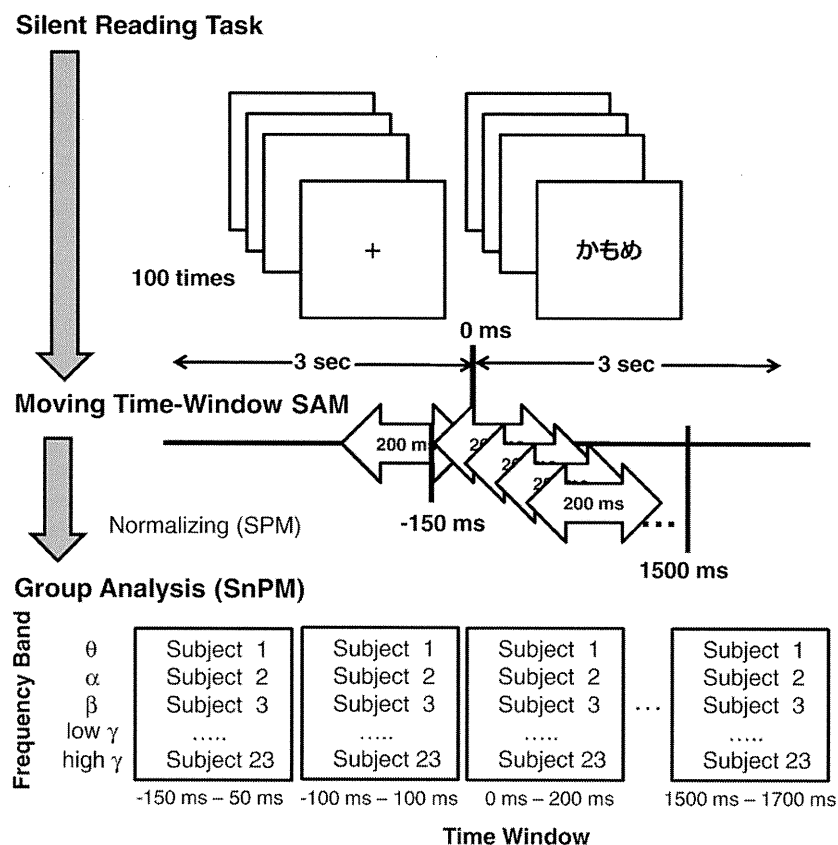 Silent Reading Task
+
かもめ
100 times
0 ms
3 sec
3 sec
Moving Time-Window SAM
200 ms
200 ms
-150 ms
...
Normalizing (SPM)
1500 ms
Group Analysis (SnPM)
Frequency Band
θ
α
β
low γ
high γ
Subject 1
Subject 2
Subject 3
.....
Subject 23
-150 ms – 50 ms
Subject 1
Subject 2
Subject 3
.....
Subject 23
-100 ms – 100 ms
Subject 1
Subject 2
Subject 3
.....
Subject 23
0 ms – 200 ms
...
Subject 1
Subject 2
Subject 3
.....
Subject 23
1500 ms – 1700 ms
Time Window